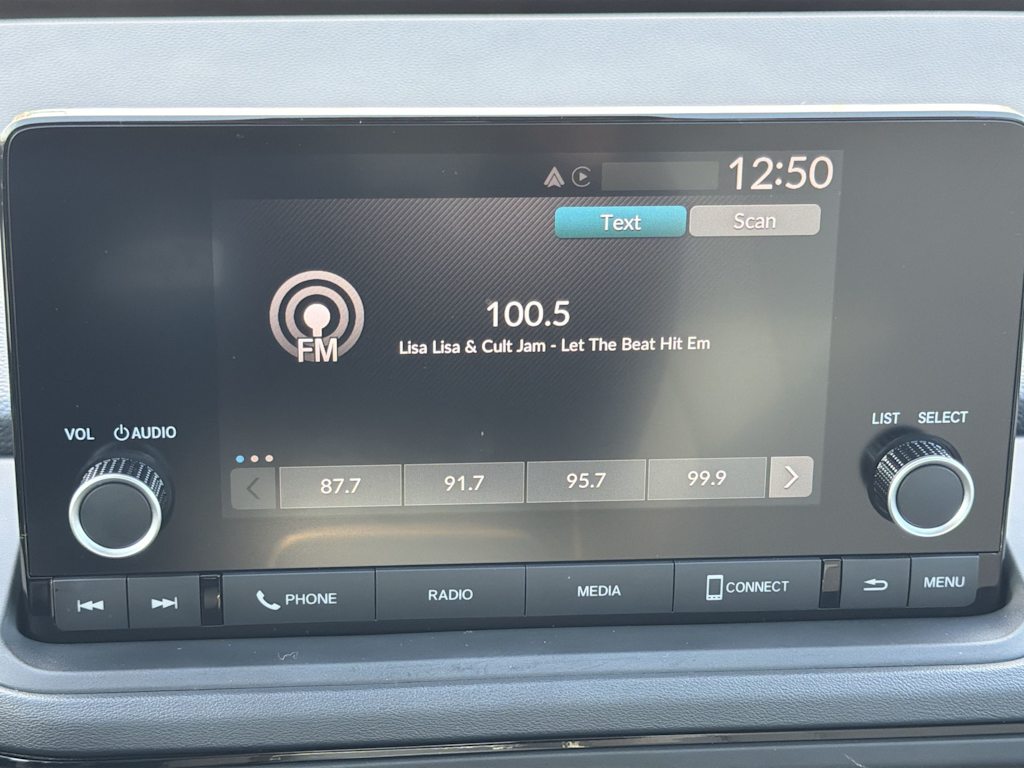 12:50
Text Scan
100.5
FM
Lisa Lisa & Cult Jam - Let The Beat Hit Em
VOL AUDIO
LIST SELECT
87.7 91.7 95.7 99.9
PHONE RADIO MEDIA CONNECT MENU